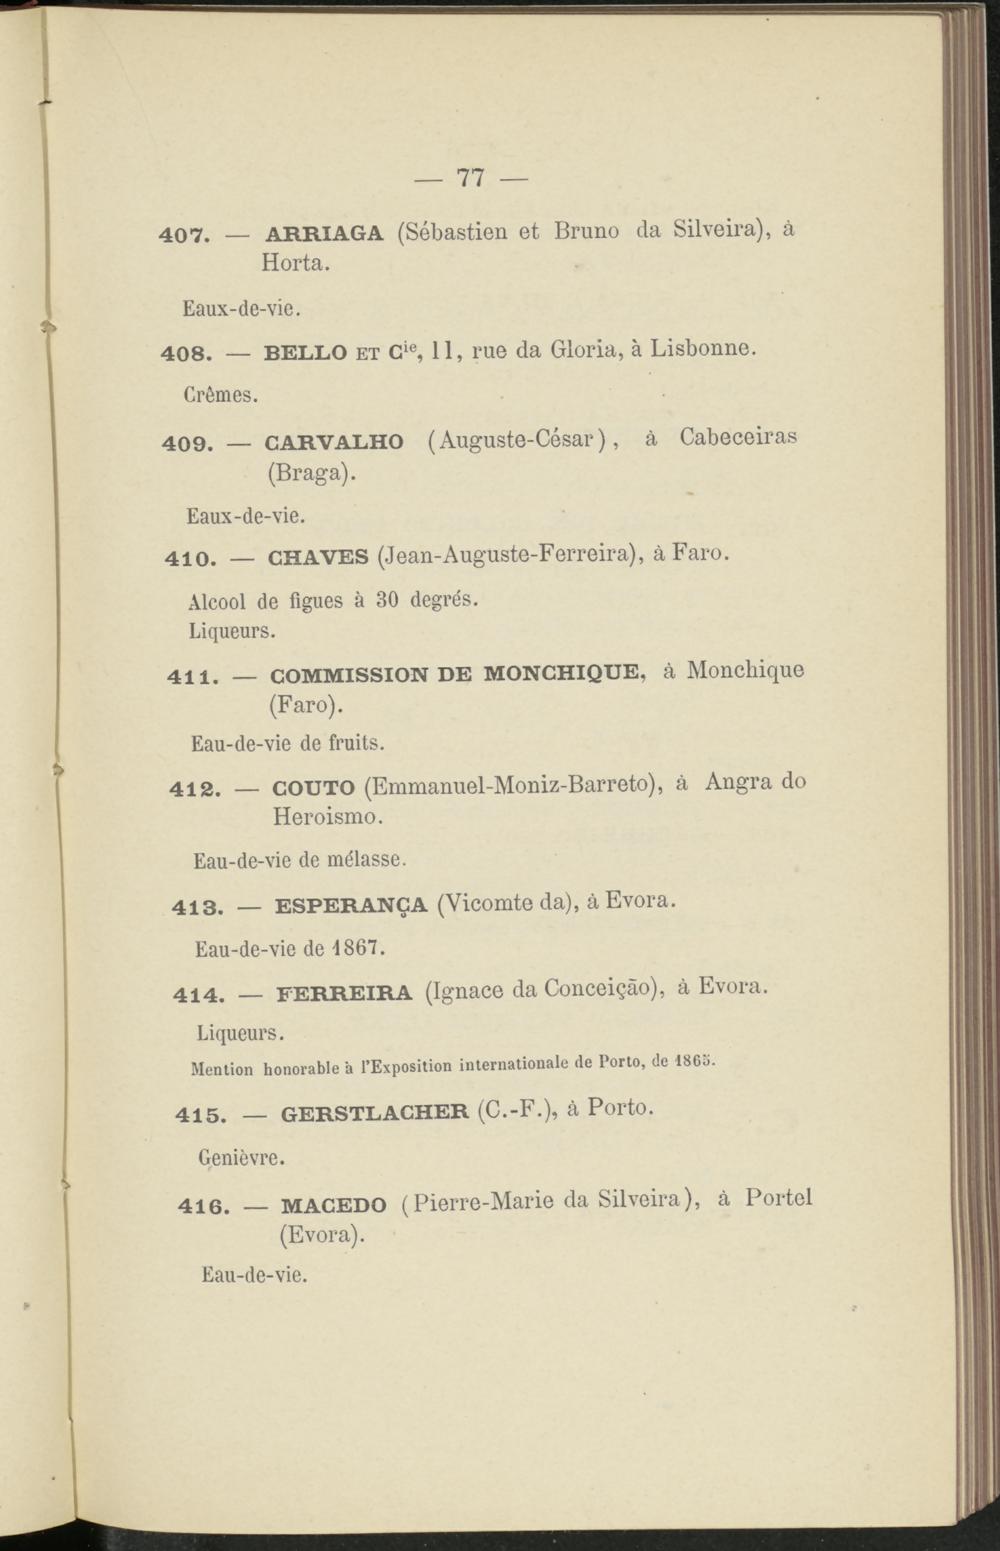 — 77 —
407. — ARRIAGA (Sébastien et Bruno da Silveira), à
Horta.
Eaux-de-vie.
408. — BELLO ET Cie, 11, rue da Gloria, à Lisbonne.
Crêmes.
409. — CARVALHO (Auguste-César), à Cabeceiras
(Braga).
Eaux-de-vie.
410. — CHAVES (Jean-Auguste-Ferreira), à Faro.
Alcool de figues à 30 degrés.
Liqueurs.
411. — COMMISSION DE MONCHIQUE, à Monchique
(Faro).
Eau-de-vie de fruits.
412. — COUTO (Emmanuel-Moniz-Barreto), à Angra do
Heroismo.
Eau-de-vie de mélasse.
413. — ESPERANÇA (Vicomte da), à Evora.
Eau-de-vie de 1867.
414. — FERREIRA (Ignace da Conceição), à Evora.
Liqueurs.
Mention honorable à l'Exposition internationale de Porto, de 1865.
415. — GERSTLACHER (C.-F.), à Porto.
Genièvre.
416. — MACEDO (Pierre-Marie da Silveira), à Portel
(Evora).
Eau-de-vie.